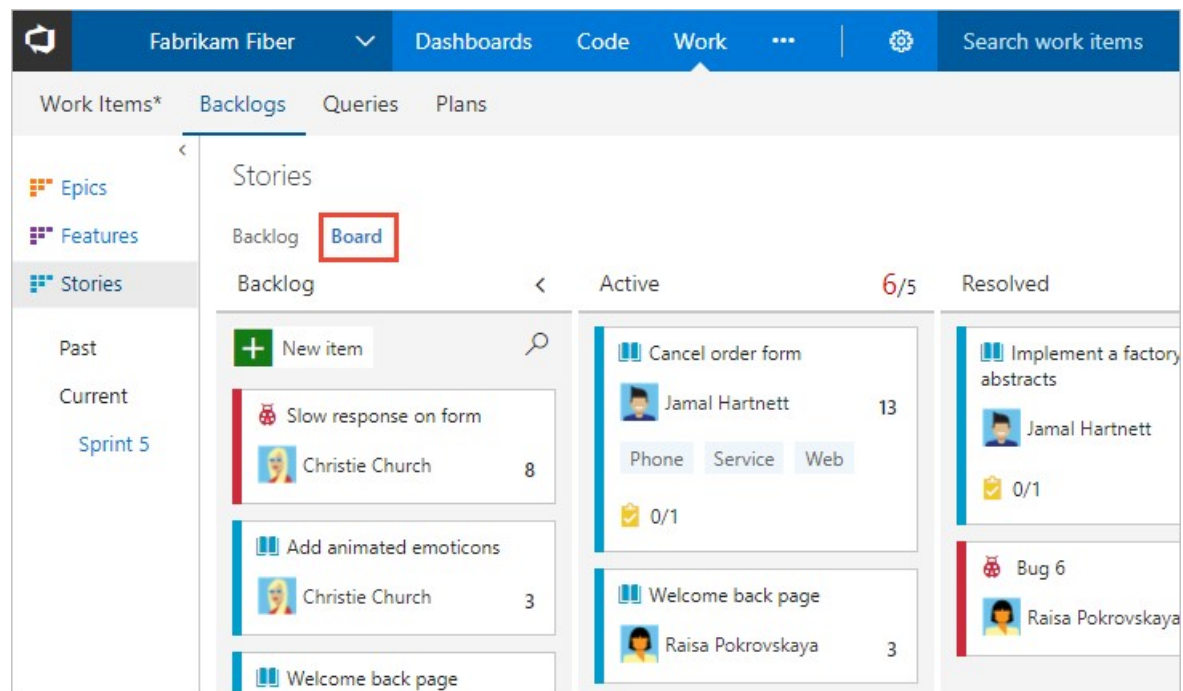 Fabrikam Fiber Dashboards Code Work ••• Search work items
Work Items* Backlogs Queries Plans
Epics
Features
Stories
Past
Current
Sprint 5
Stories
Backlog Board
Backlog
New item
Slow response on form
Christie Church 8
Add animated emoticons
Christie Church 3
Welcome back page
Active 6/5
Cancel order form
Jamal Hartnett 13
Phone Service Web
0/1
Welcome back page
Raisa Pokrovskaya 3
Resolved
Implement a factory
abstracts
Jamal Hartnett
0/1
Bug 6
Raisa Pokrovskaya